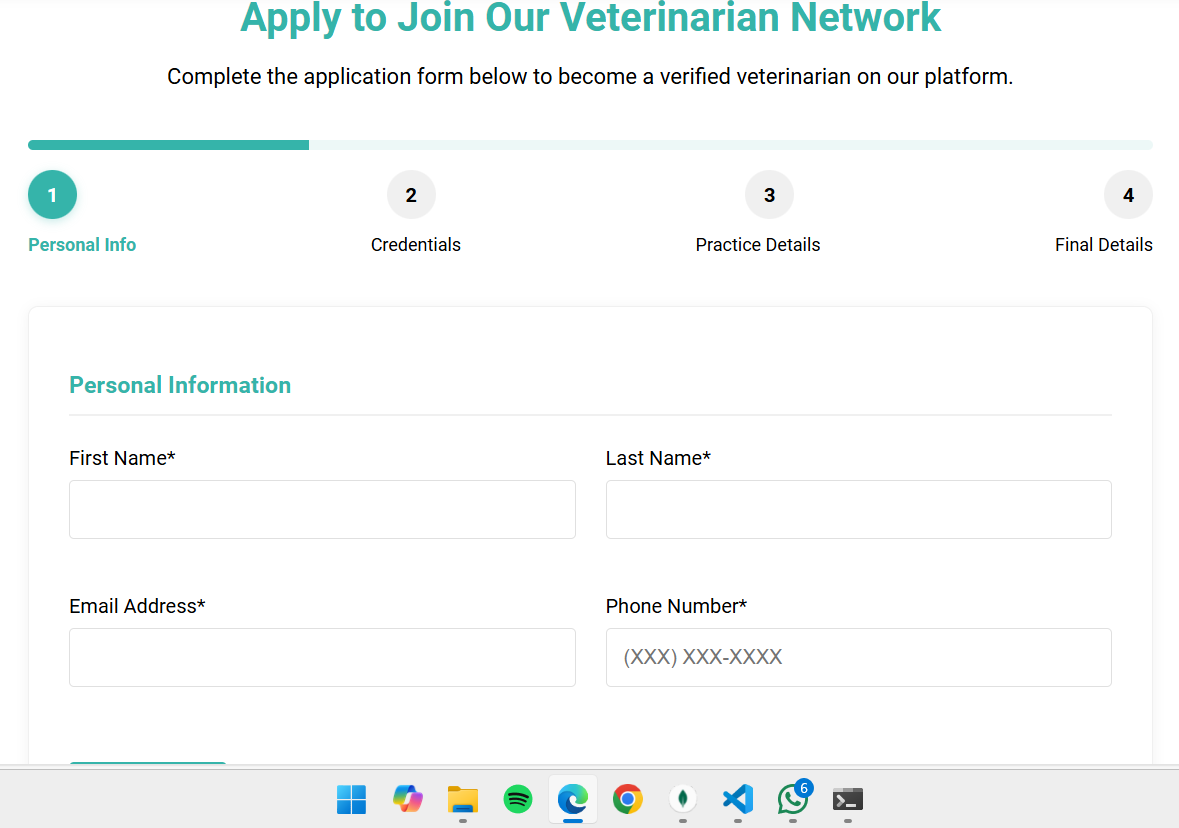 Apply to Join Our Veterinarian Network
Complete the application form below to become a verified veterinarian on our platform.
1 2 3 4
Personal Info Credentials Practice Details Final Details
Personal Information
First Name* Last Name*
Email Address* Phone Number*
(XXX) XXX-XXXX
6